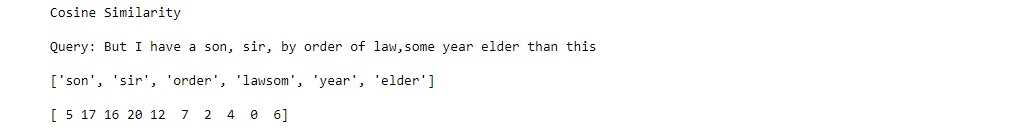 Cosine Similarity
Query: But I have a son, sir, by order of law,some year elder than this
['son', 'sir', 'order', 'lawsom', 'year', 'elder']
[ 5 17 16 20 12  7  2  4  0  6]